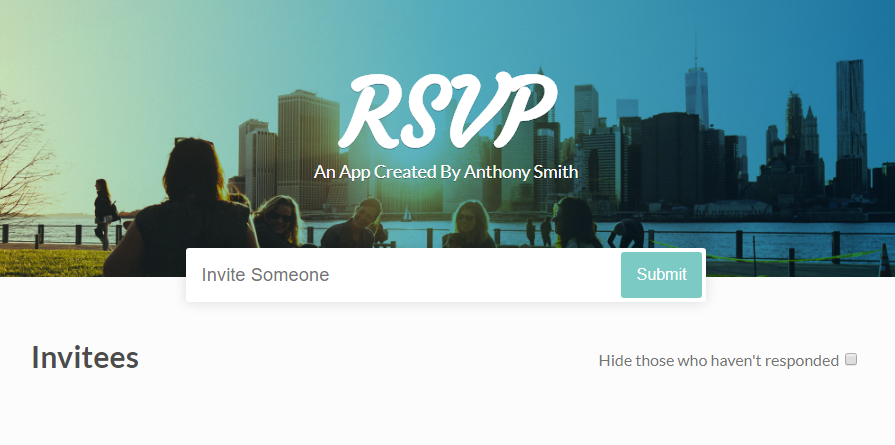 RSVP
An App Created By Anthony Smith
Invite Someone
Submit
Invitees
Hide those who haven't responded